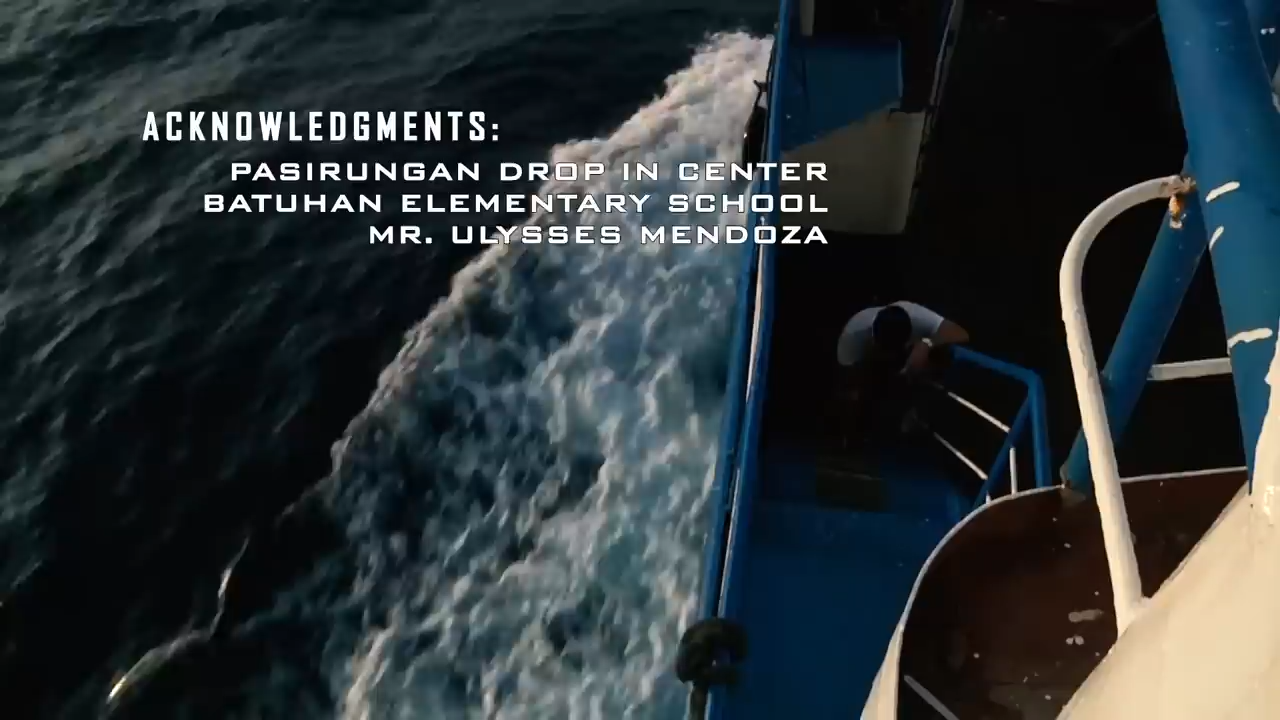 ACKNOWLEDGMENTS:
PASIRUNGAN DROP IN CENTER
BATUHAN ELEMENTARY SCHOOL
MR. ULYSSES MENDOZA